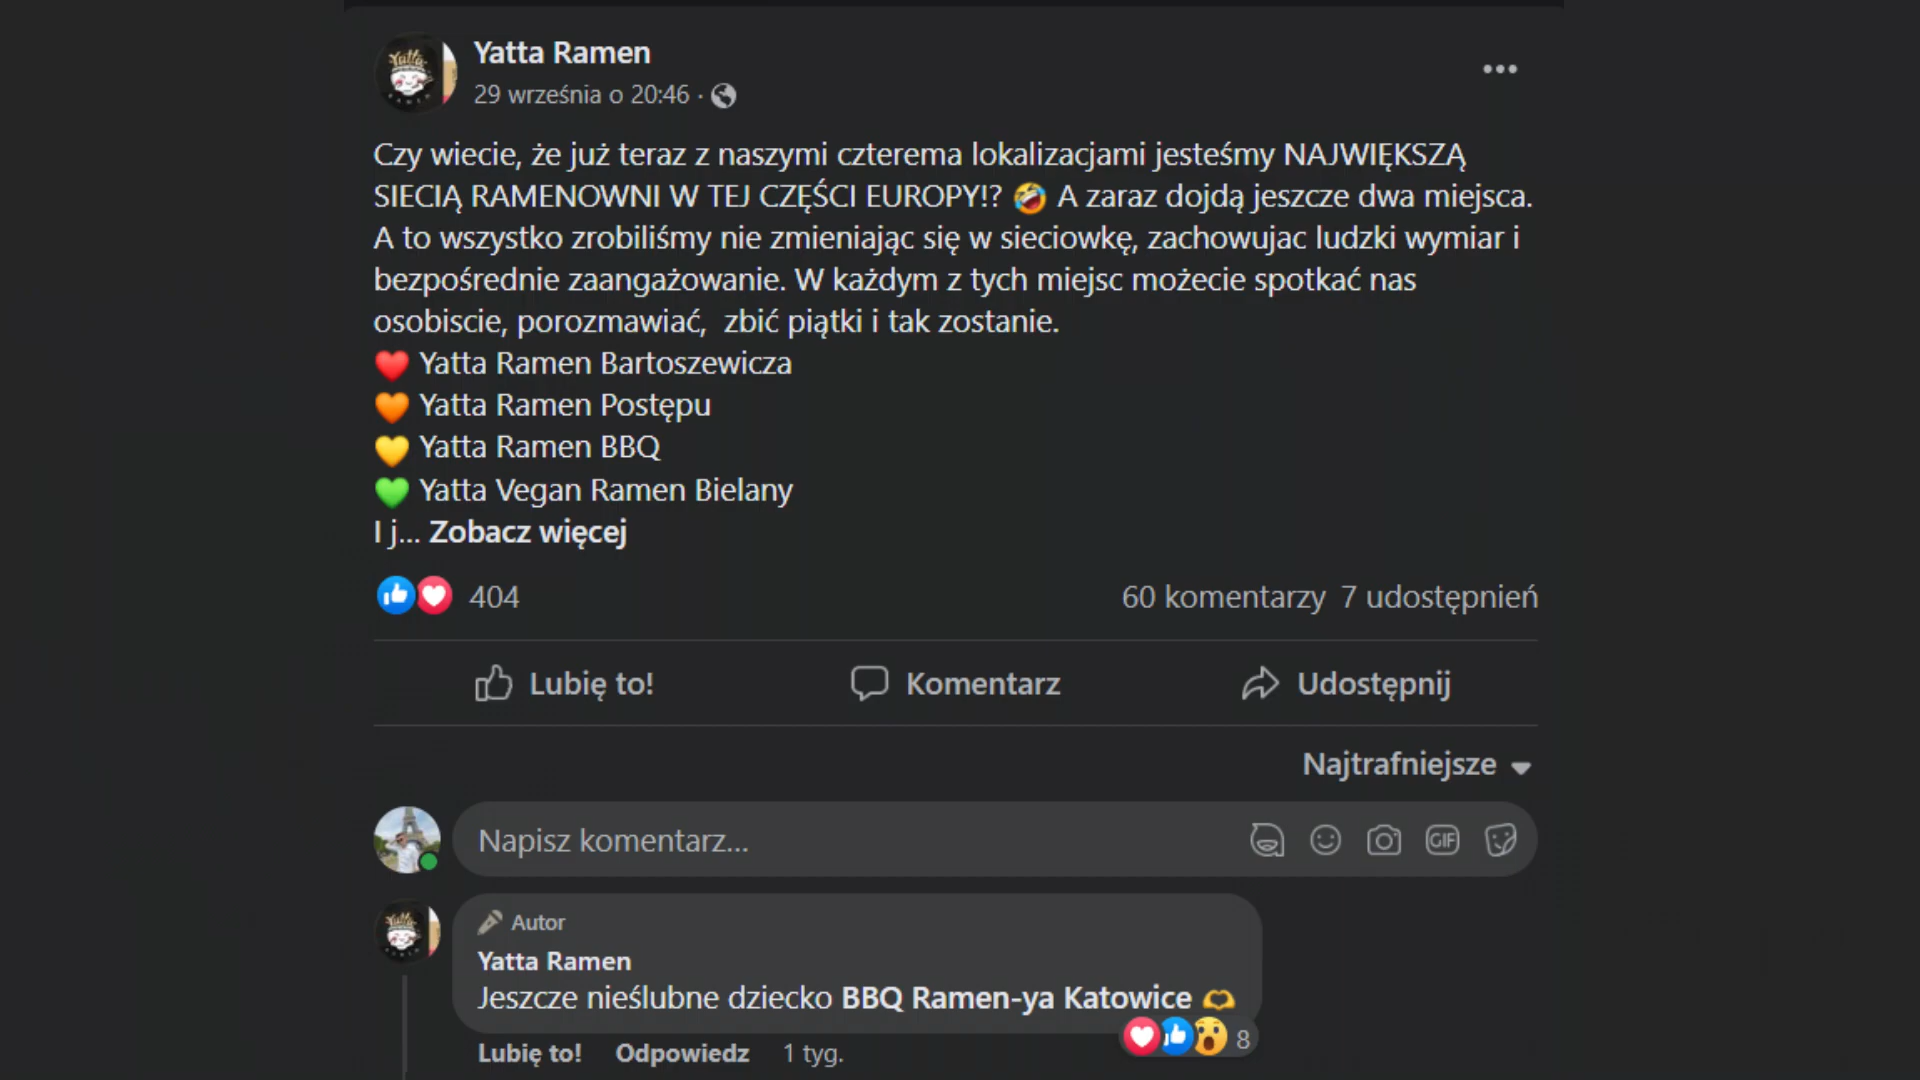 Yatta Ramen
29 września o 20:46 ·
Czy wiecie, że już teraz z naszymi czterema lokalizacjami jesteśmy NAJWIĘKSZĄ
SIECIĄ RAMENOWNI W TEJ CZĘŚCI EUROPY!? 🤣 A zaraz dojdą jeszcze dwa miejsca.
A to wszystko zrobiliśmy nie zmieniając się w sieciowkę, zachowujac ludzki wymiar i
bezpośrednie zaangażowanie. W każdym z tych miejsc możecie spotkać nas
osobiscie, porozmawiać,  zbić piątki i tak zostanie.
❤️ Yatta Ramen Bartoszewicza
🧡 Yatta Ramen Postępu
💛 Yatta Ramen BBQ
💚 Yatta Vegan Ramen Bielany
I j... Zobacz więcej
404 60 komentarzy 7 udostępnień
Lubię to! Komentarz Udostępnij
Najtrafniejsze
Napisz komentarz... GIF
Autor
Yatta Ramen
Jeszcze nieślubne dziecko BBQ Ramen-ya Katowice 🫶
8
Lubię to! Odpowiedz 1 tyg.